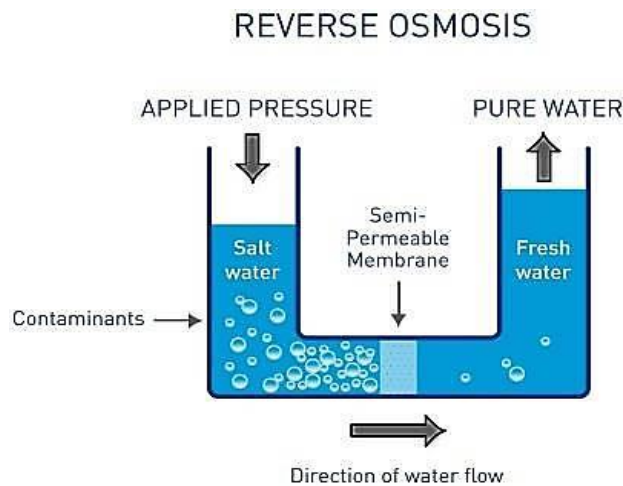 REVERSE OSMOSIS
APPLIED PRESSURE
PURE WATER
Semi-
Permeable
Membrane
Salt
water
Fresh
water
Contaminants
Direction of water flow